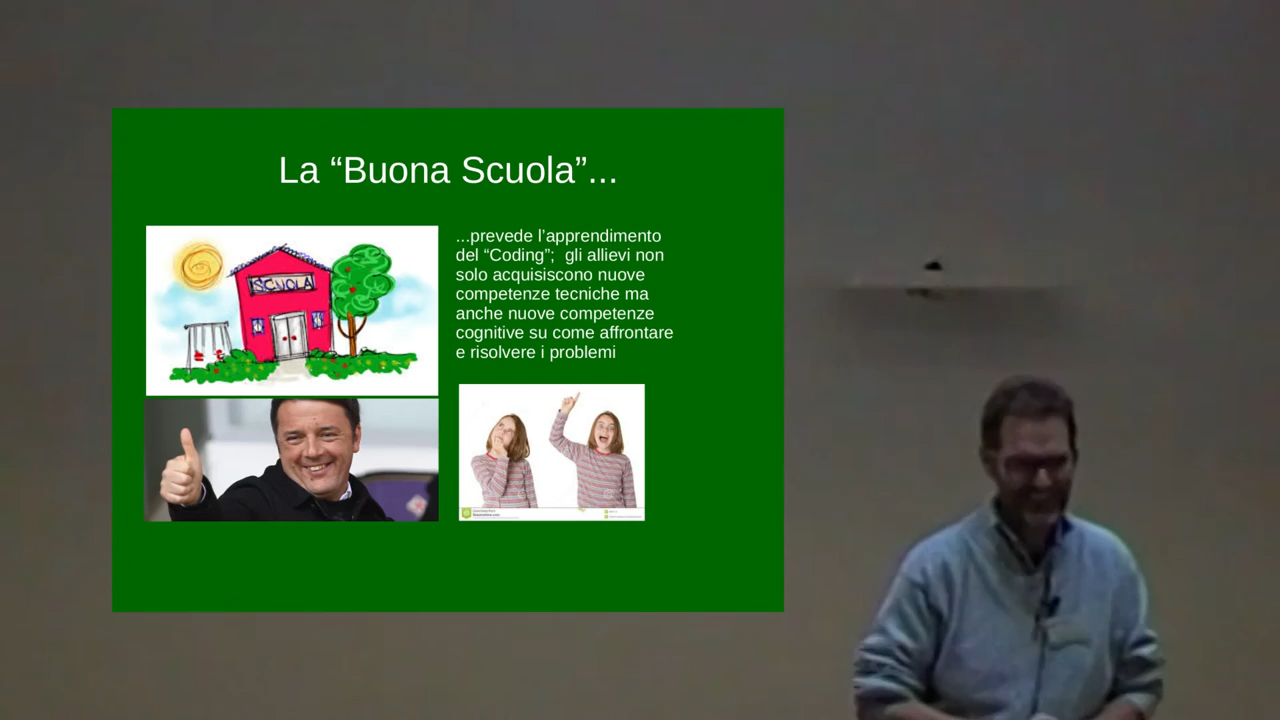 La “Buona Scuola”...
...prevede l’apprendimento
del “Coding”;  gli allievi non
solo acquisiscono nuove
competenze tecniche ma
anche nuove competenze
cognitive su come affrontare
e risolvere i problemi
SCUOLA